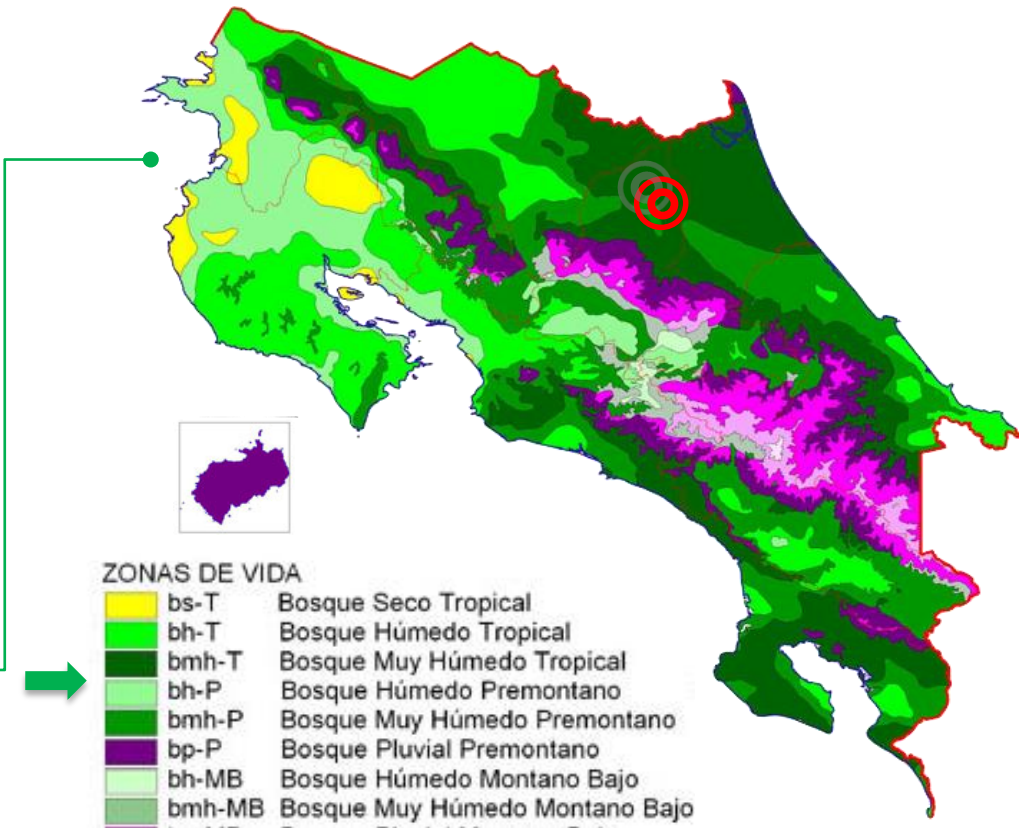 ZONAS DE VIDA
bs-T Bosque Seco Tropical
bh-T Bosque Húmedo Tropical
bmh-T Bosque Muy Húmedo Tropical
bh-P Bosque Húmedo Premontano
bmh-P Bosque Muy Húmedo Premontano
bp-P Bosque Pluvial Premontano
bh-MB Bosque Húmedo Montano Bajo
bmh-MB Bosque Muy Húmedo Montano Bajo